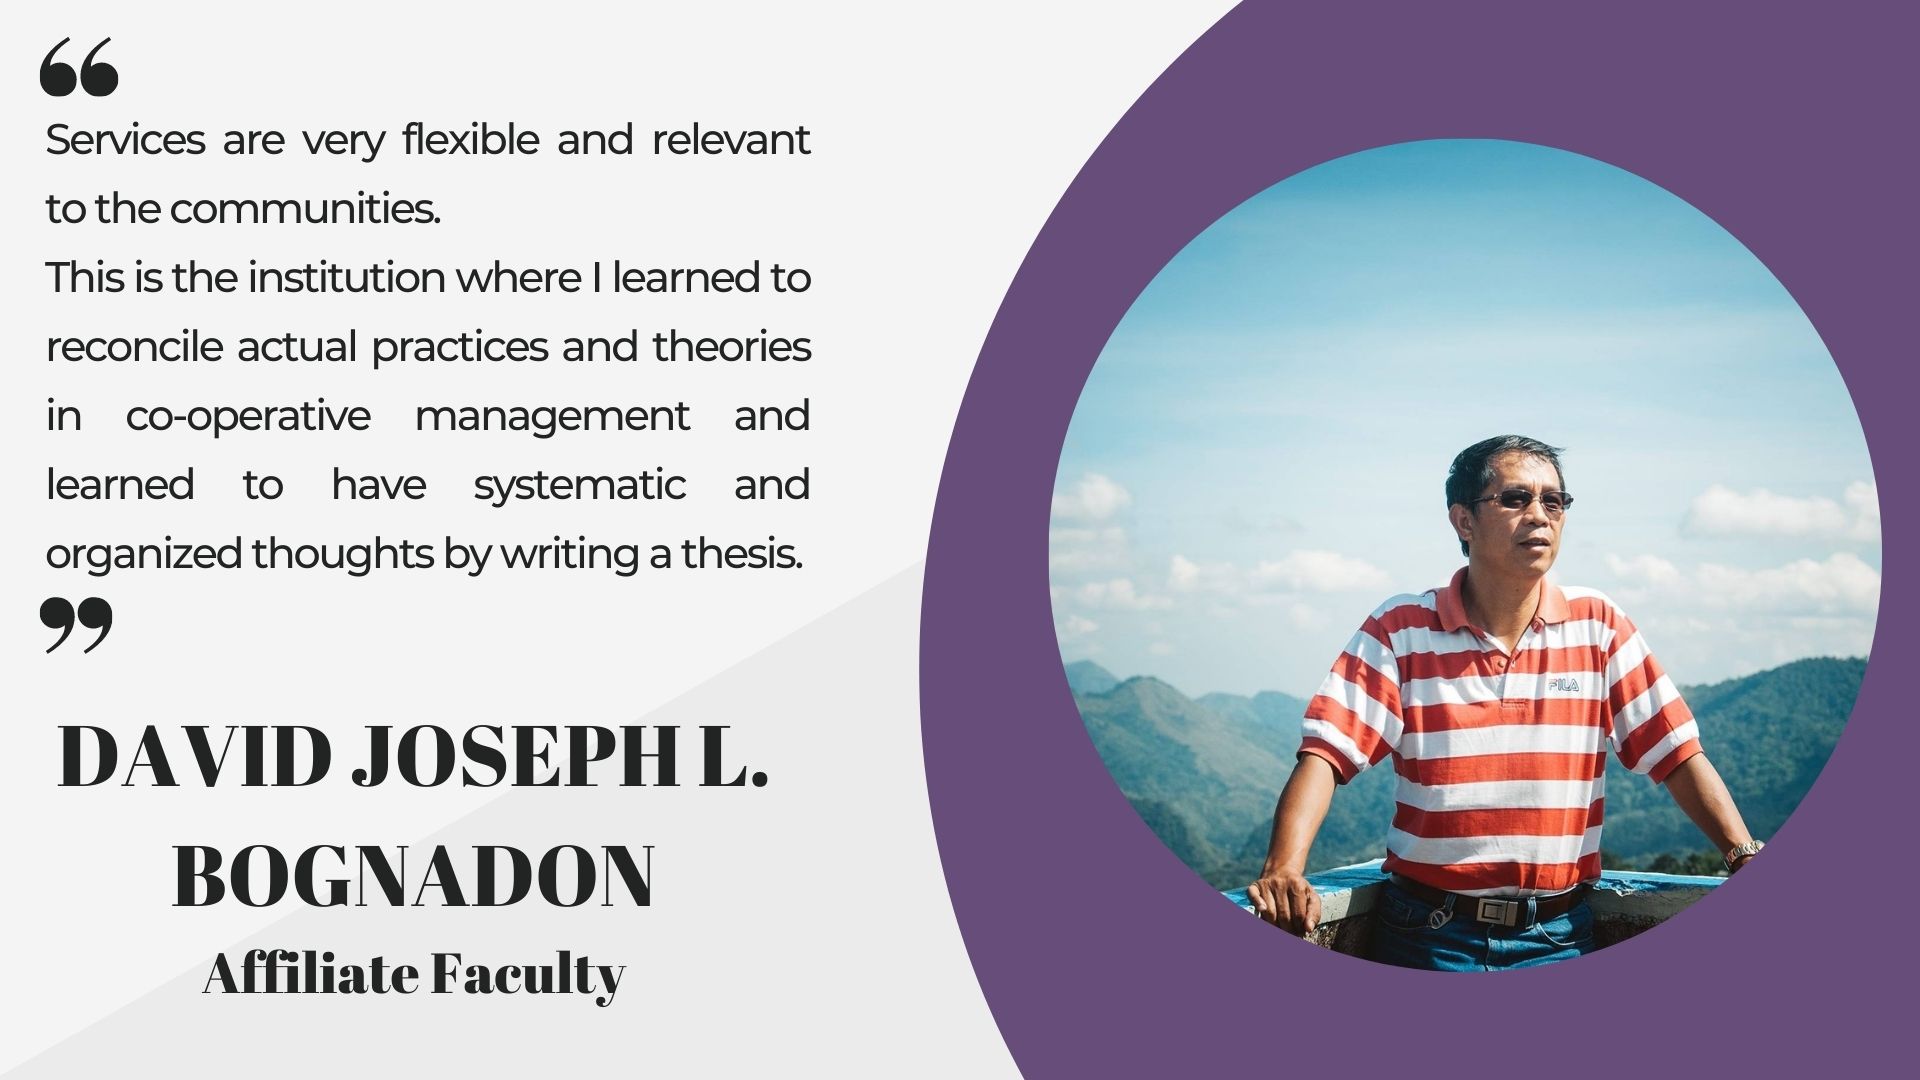 “
Services are very flexible and relevant
to the communities.
This is the institution where I learned to
reconcile actual practices and theories
in co-operative management and
learned to have systematic and
organized thoughts by writing a thesis.
”
DAVID JOSEPH L.
BOGNADON
Affiliate Faculty
FILA